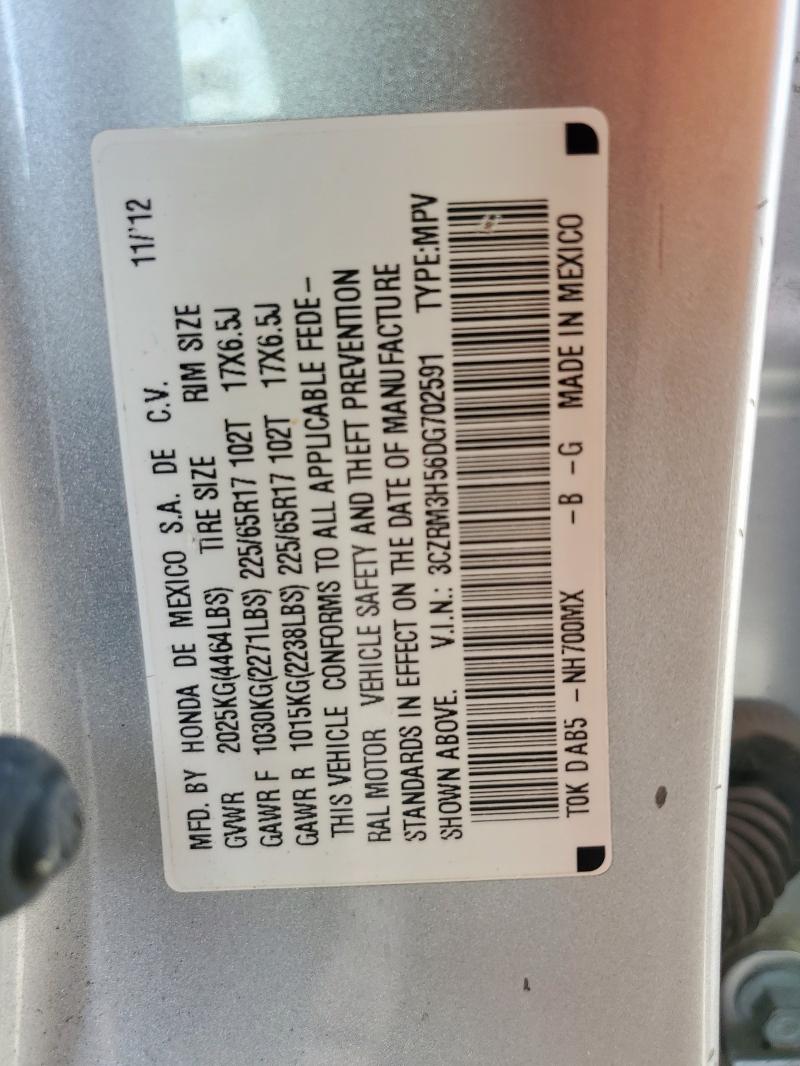 MFD. BY HONDA DE MEXICO S.A. DE C.V. 11/'12
GVWR 2025KG(4464LBS) TIRE SIZE RIM SIZE
GAWR F 1030KG(2271LBS) 225/65R17 102T 17X6.5J
GAWR R 1015KG(2238LBS) 225/65R17 102T 17X6.5J
THIS VEHICLE CONFORMS TO ALL APPLICABLE FEDE-
RAL MOTOR VEHICLE SAFETY AND THEFT PREVENTION
STANDARDS IN EFFECT ON THE DATE OF MANUFACTURE
SHOWN ABOVE. V.I.N.: 3CZRM3H56DG702591 TYPE:MPV
T0K D AB5 -NH700MX -B -G MADE IN MEXICO